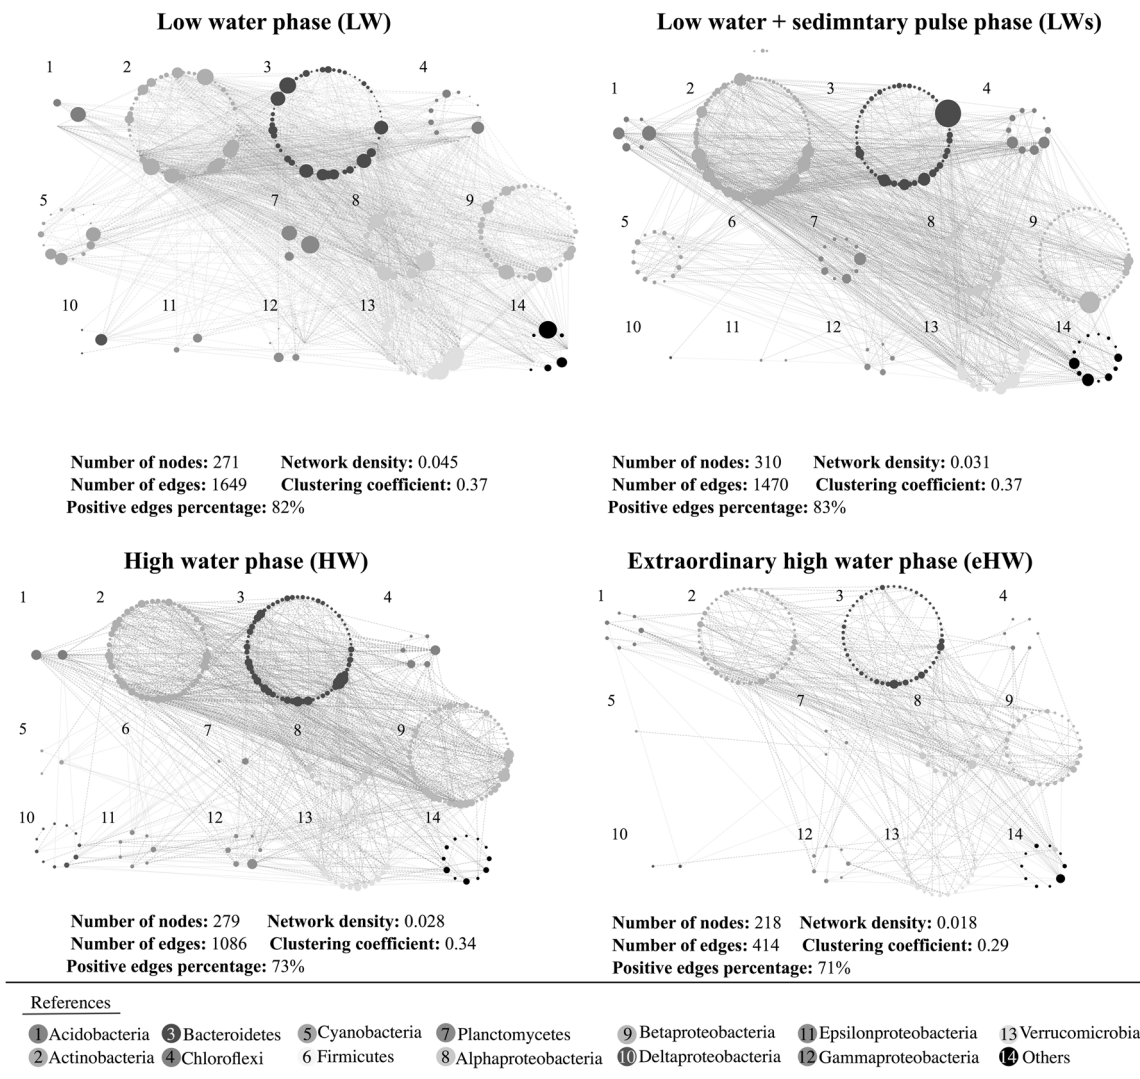 Low water phase (LW)
Low water + sedimntary pulse phase (LWs)
1 2 3 4
5 7 8 9
10 11 12 13 14
1 2 3 4
5 6 7 8 9
10 11 12 13 14
Number of nodes: 271 Network density: 0.045
Number of edges: 1649 Clustering coefficient: 0.37
Positive edges percentage: 82%
Number of nodes: 310 Network density: 0.031
Number of edges: 1470 Clustering coefficient: 0.37
Positive edges percentage: 83%
High water phase (HW)
Extraordinary high water phase (eHW)
1 2 3 4
5 6 7 8 9
10 11 12 13 14
1 2 3 4
5 7 8 9
10 12 13 14
Number of nodes: 279 Network density: 0.028
Number of edges: 1086 Clustering coefficient: 0.34
Positive edges percentage: 73%
Number of nodes: 218 Network density: 0.018
Number of edges: 414 Clustering coefficient: 0.29
Positive edges percentage: 71%
References
1 Acidobacteria 3 Bacteroidetes 5 Cyanobacteria 7 Planctomycetes 9 Betaproteobacteria 11 Epsilonproteobacteria 13 Verrucomicrobia
2 Actinobacteria 4 Chloroflexi 6 Firmicutes 8 Alphaproteobacteria 10 Deltaproteobacteria 12 Gammaproteobacteria 14 Others